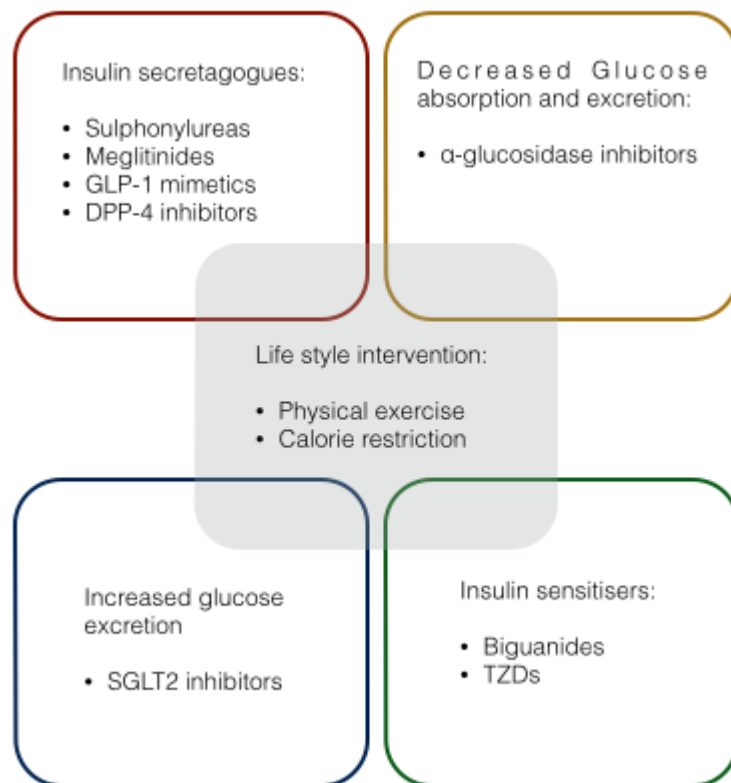 Insulin secretagogues:
• Sulphonylureas
• Meglitinides
• GLP-1 mimetics
• DPP-4 inhibitors
Decreased Glucose
absorption and excretion:
• α-glucosidase inhibitors
Life style intervention:
• Physical exercise
• Calorie restriction
Increased glucose
excretion
• SGLT2 inhibitors
Insulin sensitisers:
• Biguanides
• TZDs